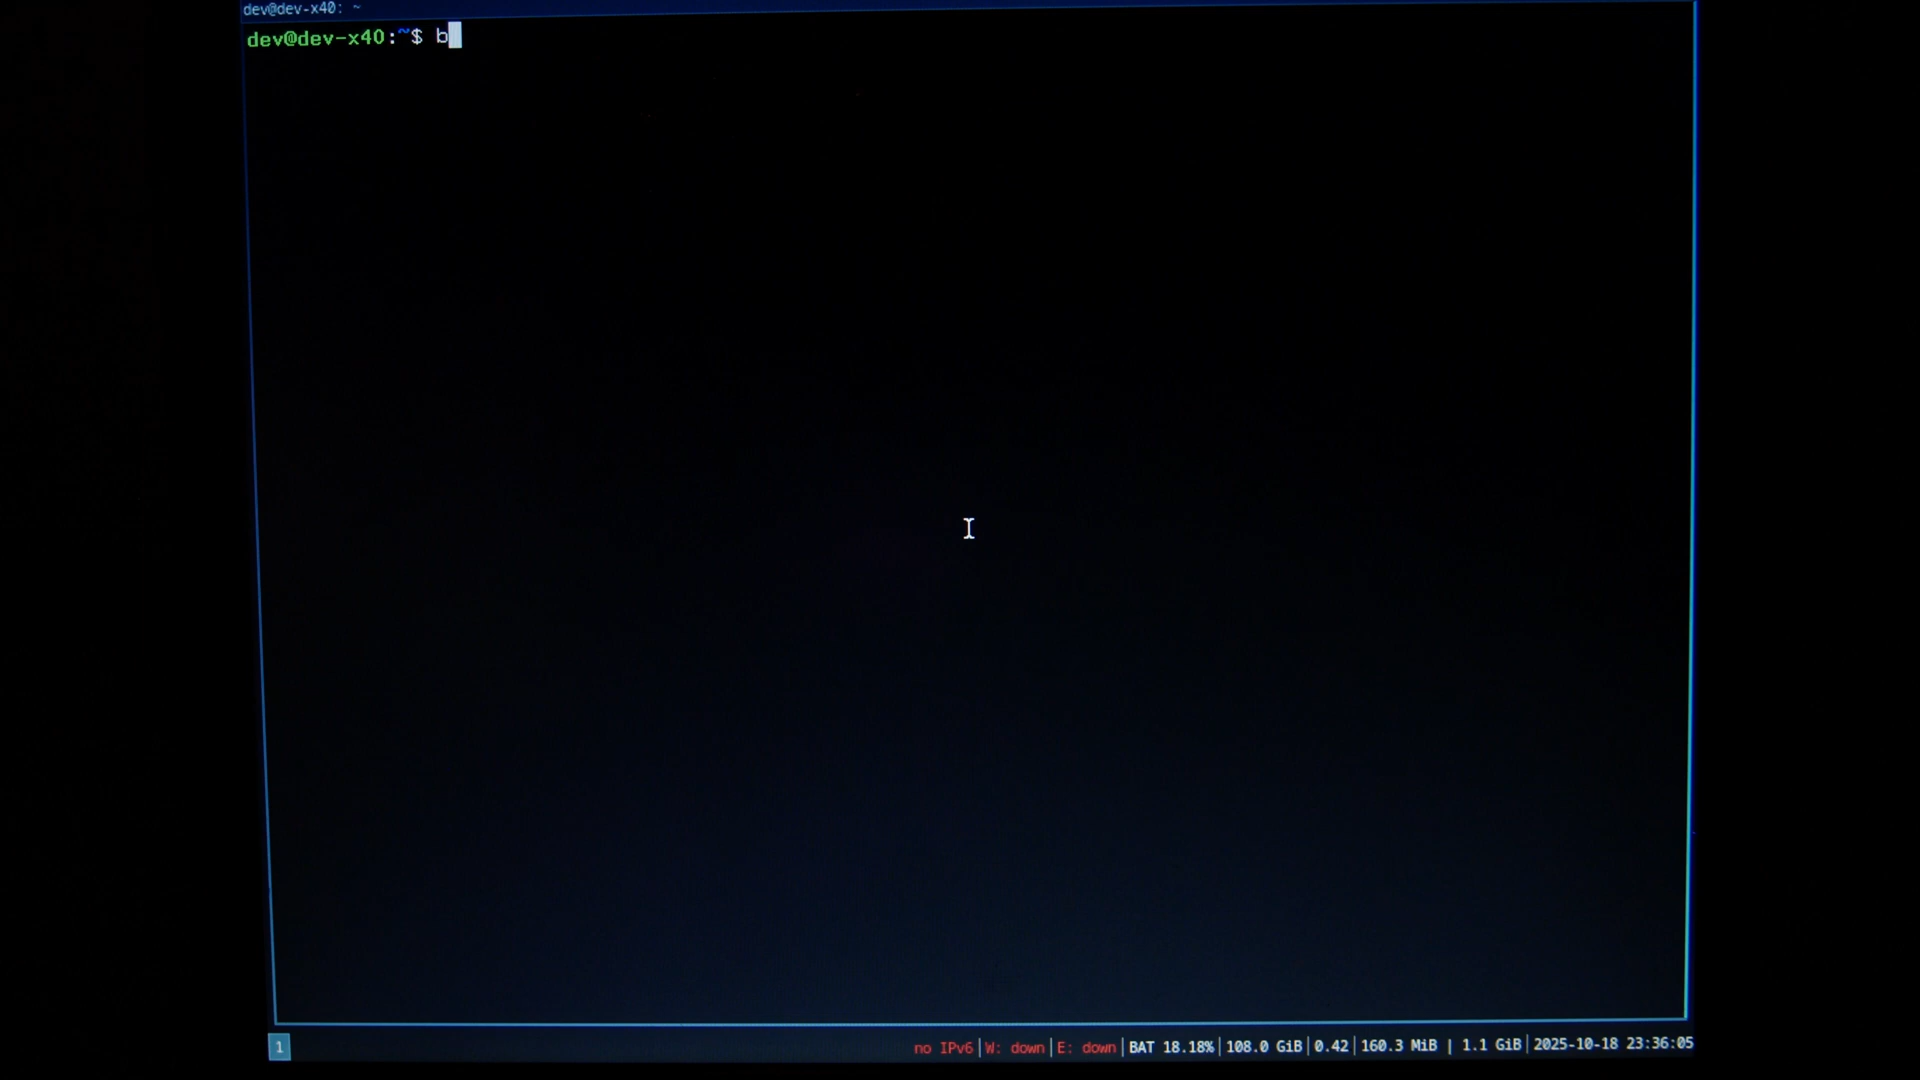 dev@dev-x40: ~
dev@dev-x40:~$ b
1
no IPv6|W: down|E: down|BAT 18.18%|108.0 GiB|0.42|160.3 MiB | 1.1 GiB|2025-10-18 23:36:05